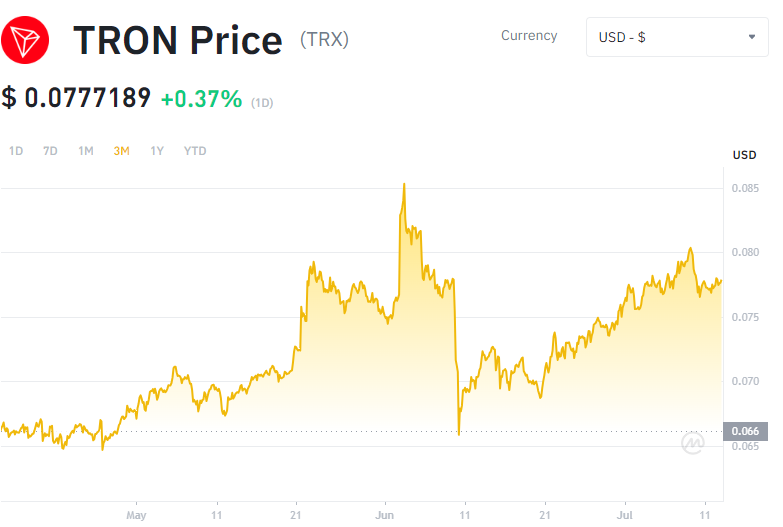 TRON Price (TRX)
Currency
USD - $
$ 0.0777189 +0.37% (1D)
1D 7D 1M 3M 1Y YTD
USD
0.085
0.080
0.075
0.070
0.066
0.065
May 11 21 Jun 11 21 Jul 11